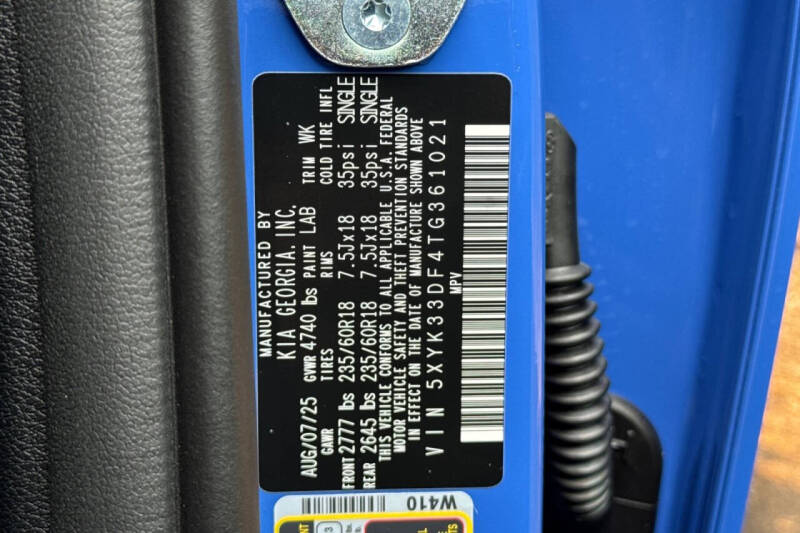 MANUFACTURED BY
KIA GEORGIA, INC.
AUG/07/25 GVWR 4740 lbs PAINT LAB TRIM WK
GAWR TIRES RIMS COLD TIRE INFL
FRONT 2777 lbs 235/60R18 7.5Jx18 35psi SINGLE
REAR 2645 lbs 235/60R18 7.5Jx18 35psi SINGLE
THIS VEHICLE CONFORMS TO ALL APPLICABLE U.S.A. FEDERAL
MOTOR VEHICLE SAFETY AND THEFT PREVENTION STANDARDS
IN EFFECT ON THE DATE OF MANUFACTURE SHOWN ABOVE
VIN 5XYK33DF4TG361021
MPV
W410